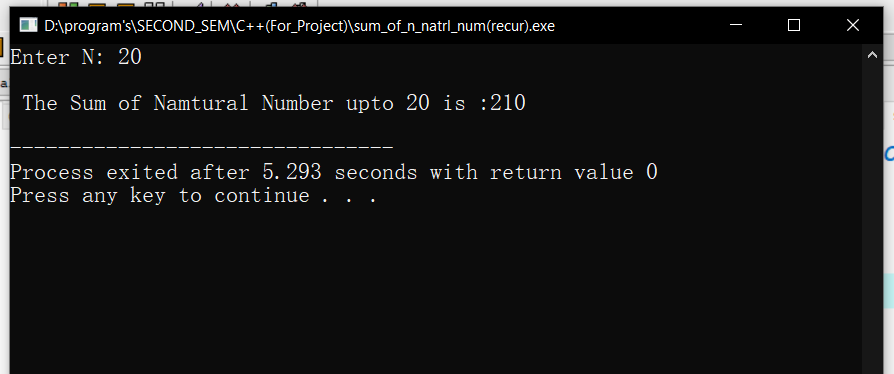 D:\program's\SECOND_SEM\C++(For_Project)\sum_of_n_natrl_num(recur).exe
Enter N: 20
The Sum of Namtural Number upto 20 is :210
--------------------------------
Process exited after 5.293 seconds with return value 0
Press any key to continue . . .